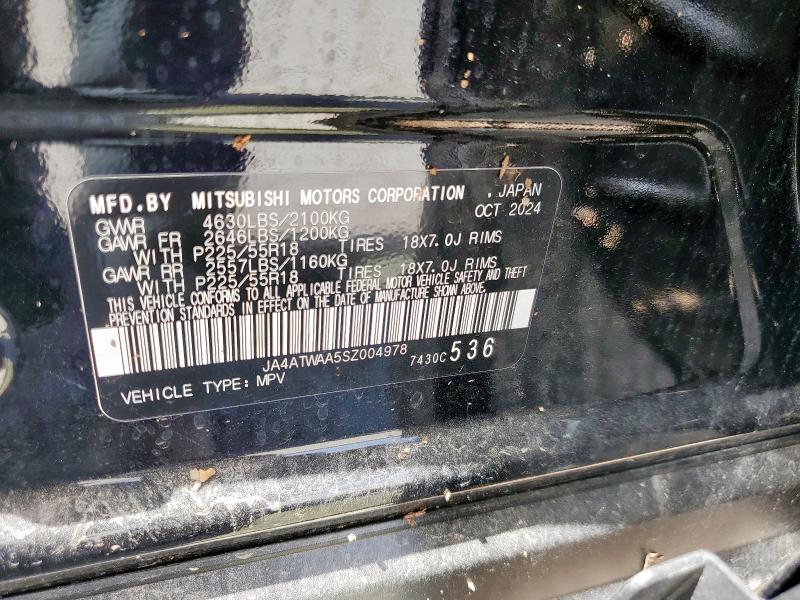 MFD.BY MITSUBISHI MOTORS CORPORATION , JAPAN
OCT 2024
GVWR 4630LBS/2100KG
GAWR FR 2646LBS/1200KG
WITH P225/55R18 TIRES 18X7.0J RIMS
GAWR RR 2557LBS/1160KG
WITH P225/55R18 TIRES 18X7.0J RIMS
THIS VEHICLE CONFORMS TO ALL APPLICABLE FEDERAL MOTOR VEHICLE SAFETY AND THEFT
PREVENTION STANDARDS IN EFFECT ON THE DATE OF MANUFACTURE SHOWN ABOVE.
JA4ATWAA5SZ004978 7430C 536
VEHICLE TYPE: MPV